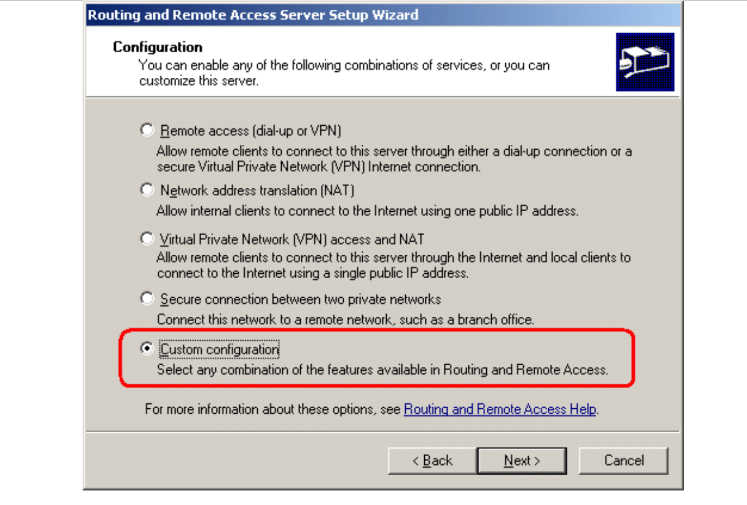 Routing and Remote Access Server Setup Wizard
Configuration
You can enable any of the following combinations of services, or you can
customize this server.
Remote access (dial-up or VPN)
Allow remote clients to connect to this server through either a dial-up connection or a
secure Virtual Private Network (VPN) Internet connection.
Network address translation (NAT)
Allow internal clients to connect to the Internet using one public IP address.
Virtual Private Network (VPN) access and NAT
Allow remote clients to connect to this server through the Internet and local clients to
connect to the Internet using a single public IP address.
Secure connection between two private networks
Connect this network to a remote network, such as a branch office.
Custom configuration
Select any combination of the features available in Routing and Remote Access.
For more information about these options, see Routing and Remote Access Help.
< Back Next > Cancel